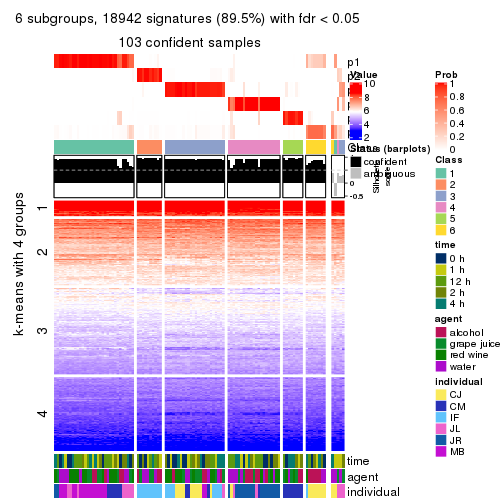 6 subgroups, 18942 signatures (89.5%) with fdr < 0.05
103 confident samples
p1
p2
Value
10
8
6
4
2
Prob
1
0.8
0.6
0.4
0.2
0
Status (barplots)
confident
ambiguous
0
-0.5
Silhouette
score
Class
1
2
3
4
5
6
time
0 h
1 h
12 h
2 h
4 h
agent
alcohol
grape juice
red wine
water
individual
CJ
CM
IF
JL
JR
MB
k-means with 4 groups
1
2
3
4
time
agent
individual